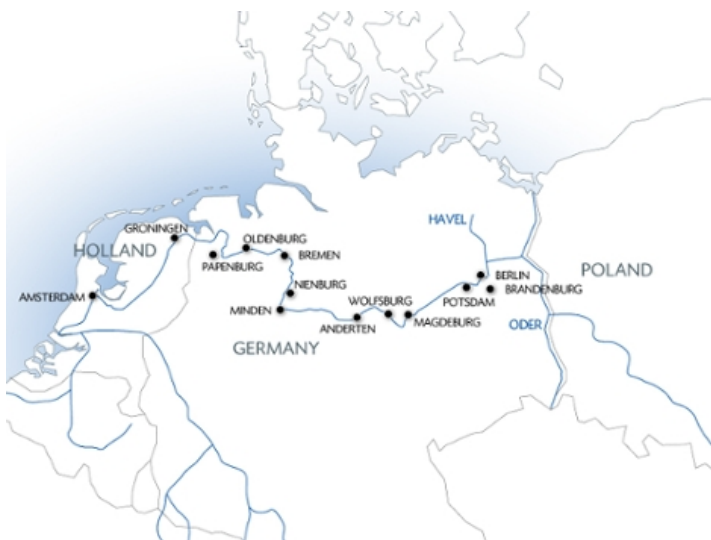 HAVEL
GRONINGEN
HOLLAND
OLDENBURG
BREMEN
PAPENBURG
POLAND
BERLIN
BRANDENBURG
AMSTERDAM
NIENBURG
POTSDAM
WOLFSBURG
MINDEN
ANDERTEN
MAGDEBURG
ODER
GERMANY